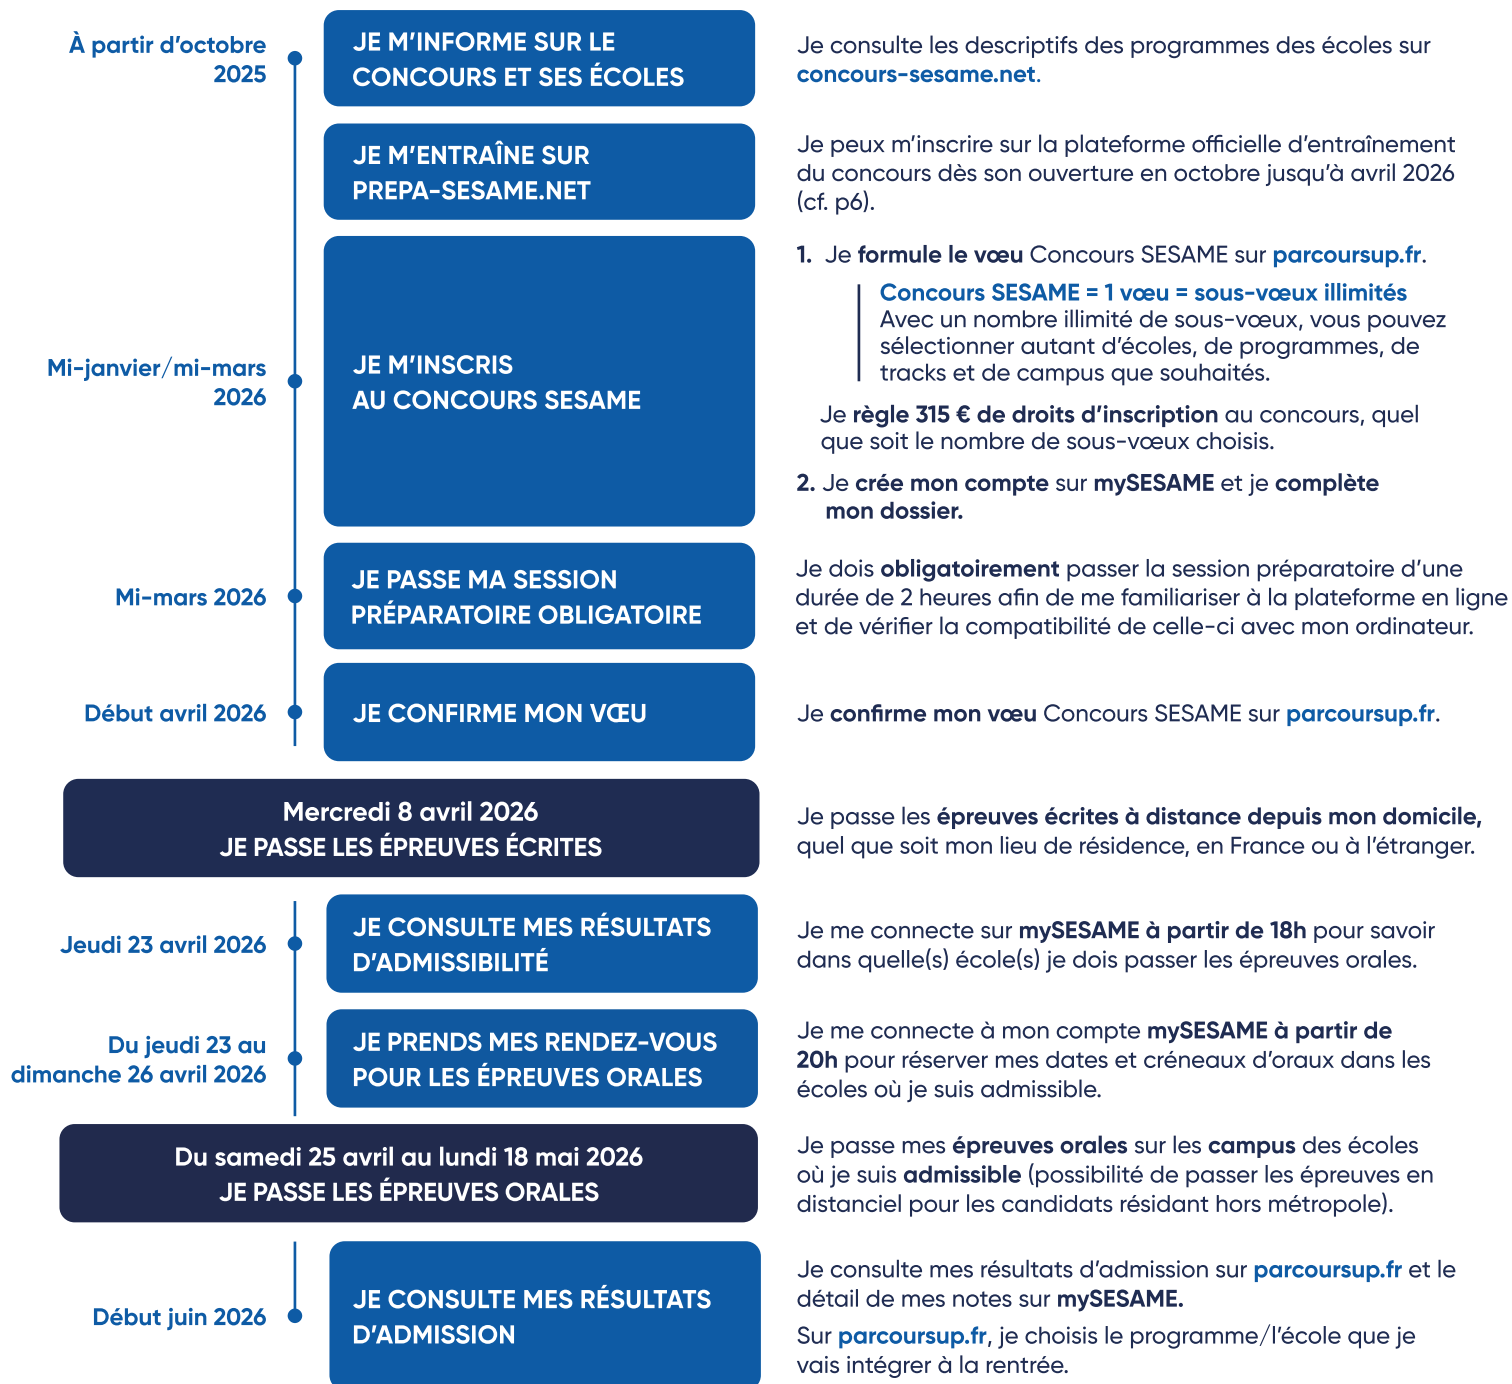 À partir d'octobre
2025
JE M'INFORME SUR LE
CONCOURS ET SES ÉCOLES
Je consulte les descriptifs des programmes des écoles sur
concours-sesame.net.
JE M'ENTRAÎNE SUR
PREPA-SESAME.NET
Je peux m'inscrire sur la plateforme officielle d'entraînement
du concours dès son ouverture en octobre jusqu'à avril 2026
(cf. p6).
Mi-janvier/mi-mars
2026
JE M'INSCRIS
AU CONCOURS SESAME
1. Je formule le vœu Concours SESAME sur parcoursup.fr.
Concours SESAME = 1 vœu = sous-vœux illimités
Avec un nombre illimité de sous-vœux, vous pouvez
sélectionner autant d'écoles, de programmes, de
tracks et de campus que souhaités.
Je règle 315 € de droits d'inscription au concours, quel
que soit le nombre de sous-vœux choisis.
2. Je crée mon compte sur mySESAME et je complète
mon dossier.
Mi-mars 2026
JE PASSE MA SESSION
PRÉPARATOIRE OBLIGATOIRE
Je dois obligatoirement passer la session préparatoire d'une
durée de 2 heures afin de me familiariser à la plateforme en ligne
et de vérifier la compatibilité de celle-ci avec mon ordinateur.
Début avril 2026
JE CONFIRME MON VŒU
Je confirme mon vœu Concours SESAME sur parcoursup.fr.
Mercredi 8 avril 2026
JE PASSE LES ÉPREUVES ÉCRITES
Je passe les épreuves écrites à distance depuis mon domicile,
quel que soit mon lieu de résidence, en France ou à l'étranger.
Jeudi 23 avril 2026
JE CONSULTE MES RÉSULTATS
D'ADMISSIBILITÉ
Je me connecte sur mySESAME à partir de 18h pour savoir
dans quelle(s) école(s) je dois passer les épreuves orales.
Du jeudi 23 au
dimanche 26 avril 2026
JE PRENDS MES RENDEZ-VOUS
POUR LES ÉPREUVES ORALES
Je me connecte à mon compte mySESAME à partir de
20h pour réserver mes dates et créneaux d'oraux dans les
écoles où je suis admissible.
Du samedi 25 avril au lundi 18 mai 2026
JE PASSE LES ÉPREUVES ORALES
Je passe mes épreuves orales sur les campus des écoles
où je suis admissible (possibilité de passer les épreuves en
distanciel pour les candidats résidant hors métropole).
Début juin 2026
JE CONSULTE MES RÉSULTATS
D'ADMISSION
Je consulte mes résultats d'admission sur parcoursup.fr et le
détail de mes notes sur mySESAME.
Sur parcoursup.fr, je choisis le programme/l'école que je
vais intégrer à la rentrée.